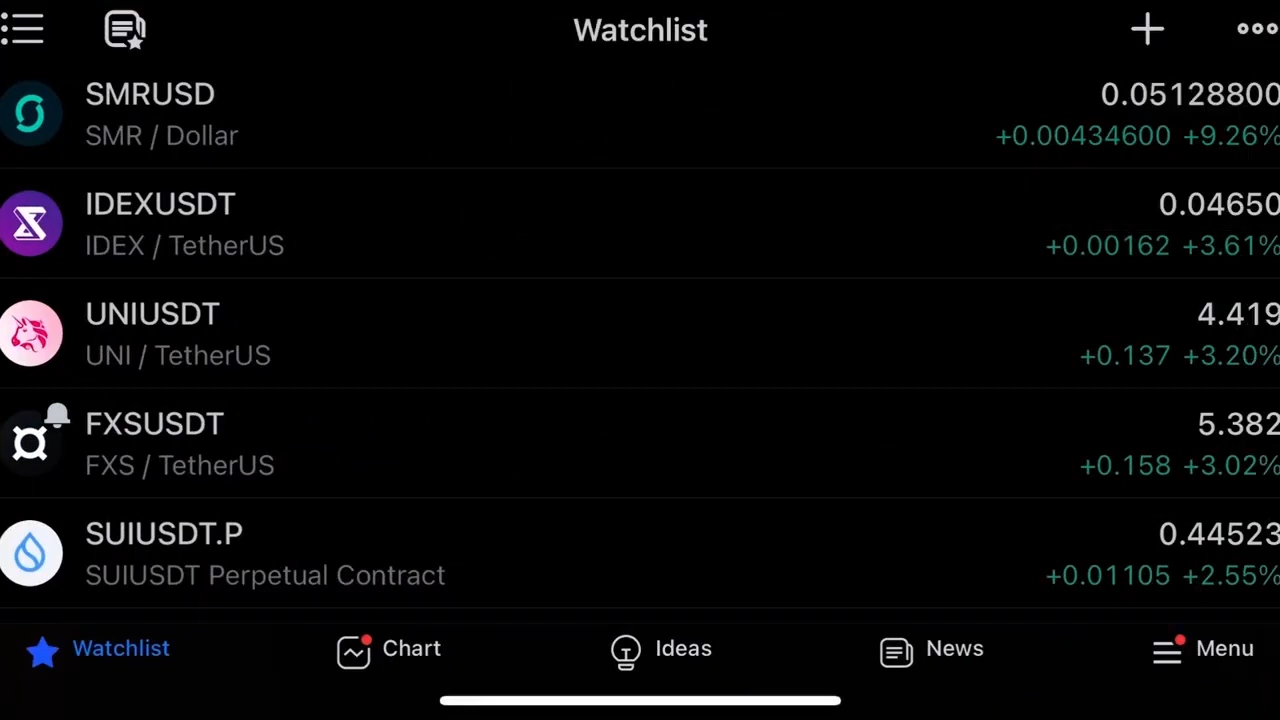 Watchlist
SMRUSD 0.05128800
SMR / Dollar +0.00434600 +9.26%
IDEXUSDT 0.04650
IDEX / TetherUS +0.00162 +3.61%
UNIUSDT 4.419
UNI / TetherUS +0.137 +3.20%
FXSUSDT 5.382
FXS / TetherUS +0.158 +3.02%
SUIUSDT.P 0.44523
SUIUSDT Perpetual Contract +0.01105 +2.55%
Watchlist Chart Ideas News Menu